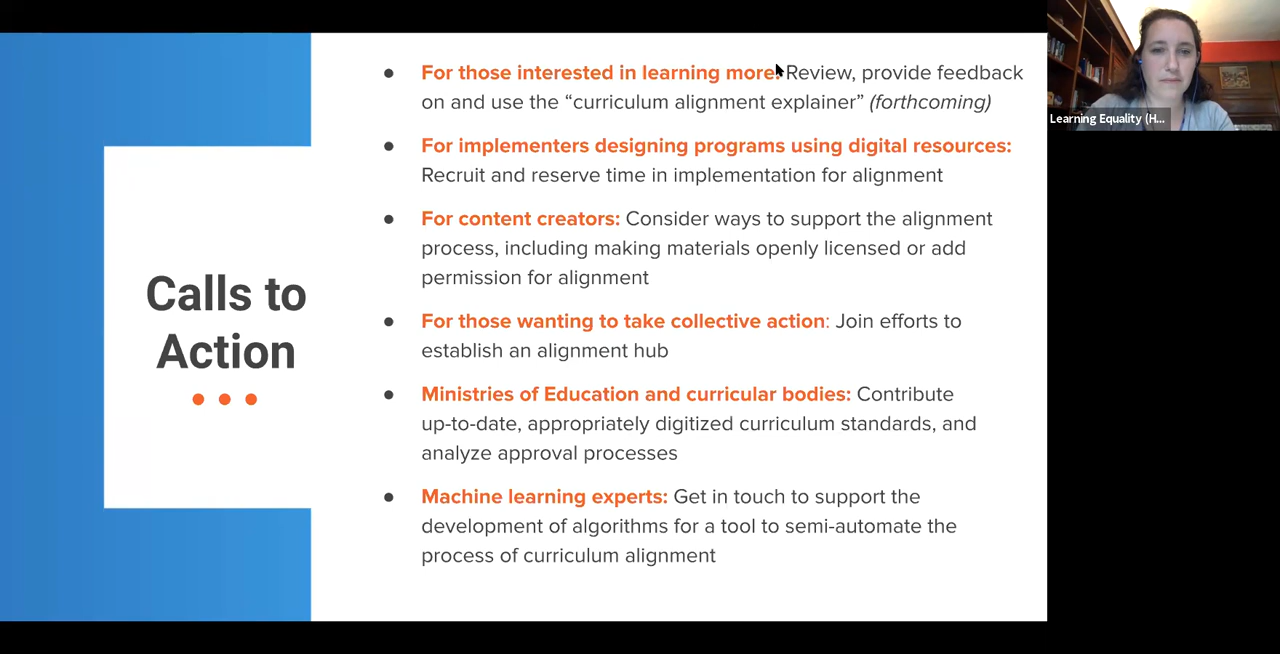 Calls to
Action
● For those interested in learning more: Review, provide feedback
on and use the “curriculum alignment explainer” (forthcoming)
● For implementers designing programs using digital resources:
Recruit and reserve time in implementation for alignment
● For content creators: Consider ways to support the alignment
process, including making materials openly licensed or add
permission for alignment
● For those wanting to take collective action: Join efforts to
establish an alignment hub
● Ministries of Education and curricular bodies: Contribute
up-to-date, appropriately digitized curriculum standards, and
analyze approval processes
● Machine learning experts: Get in touch to support the
development of algorithms for a tool to semi-automate the
process of curriculum alignment
Learning Equality (H...